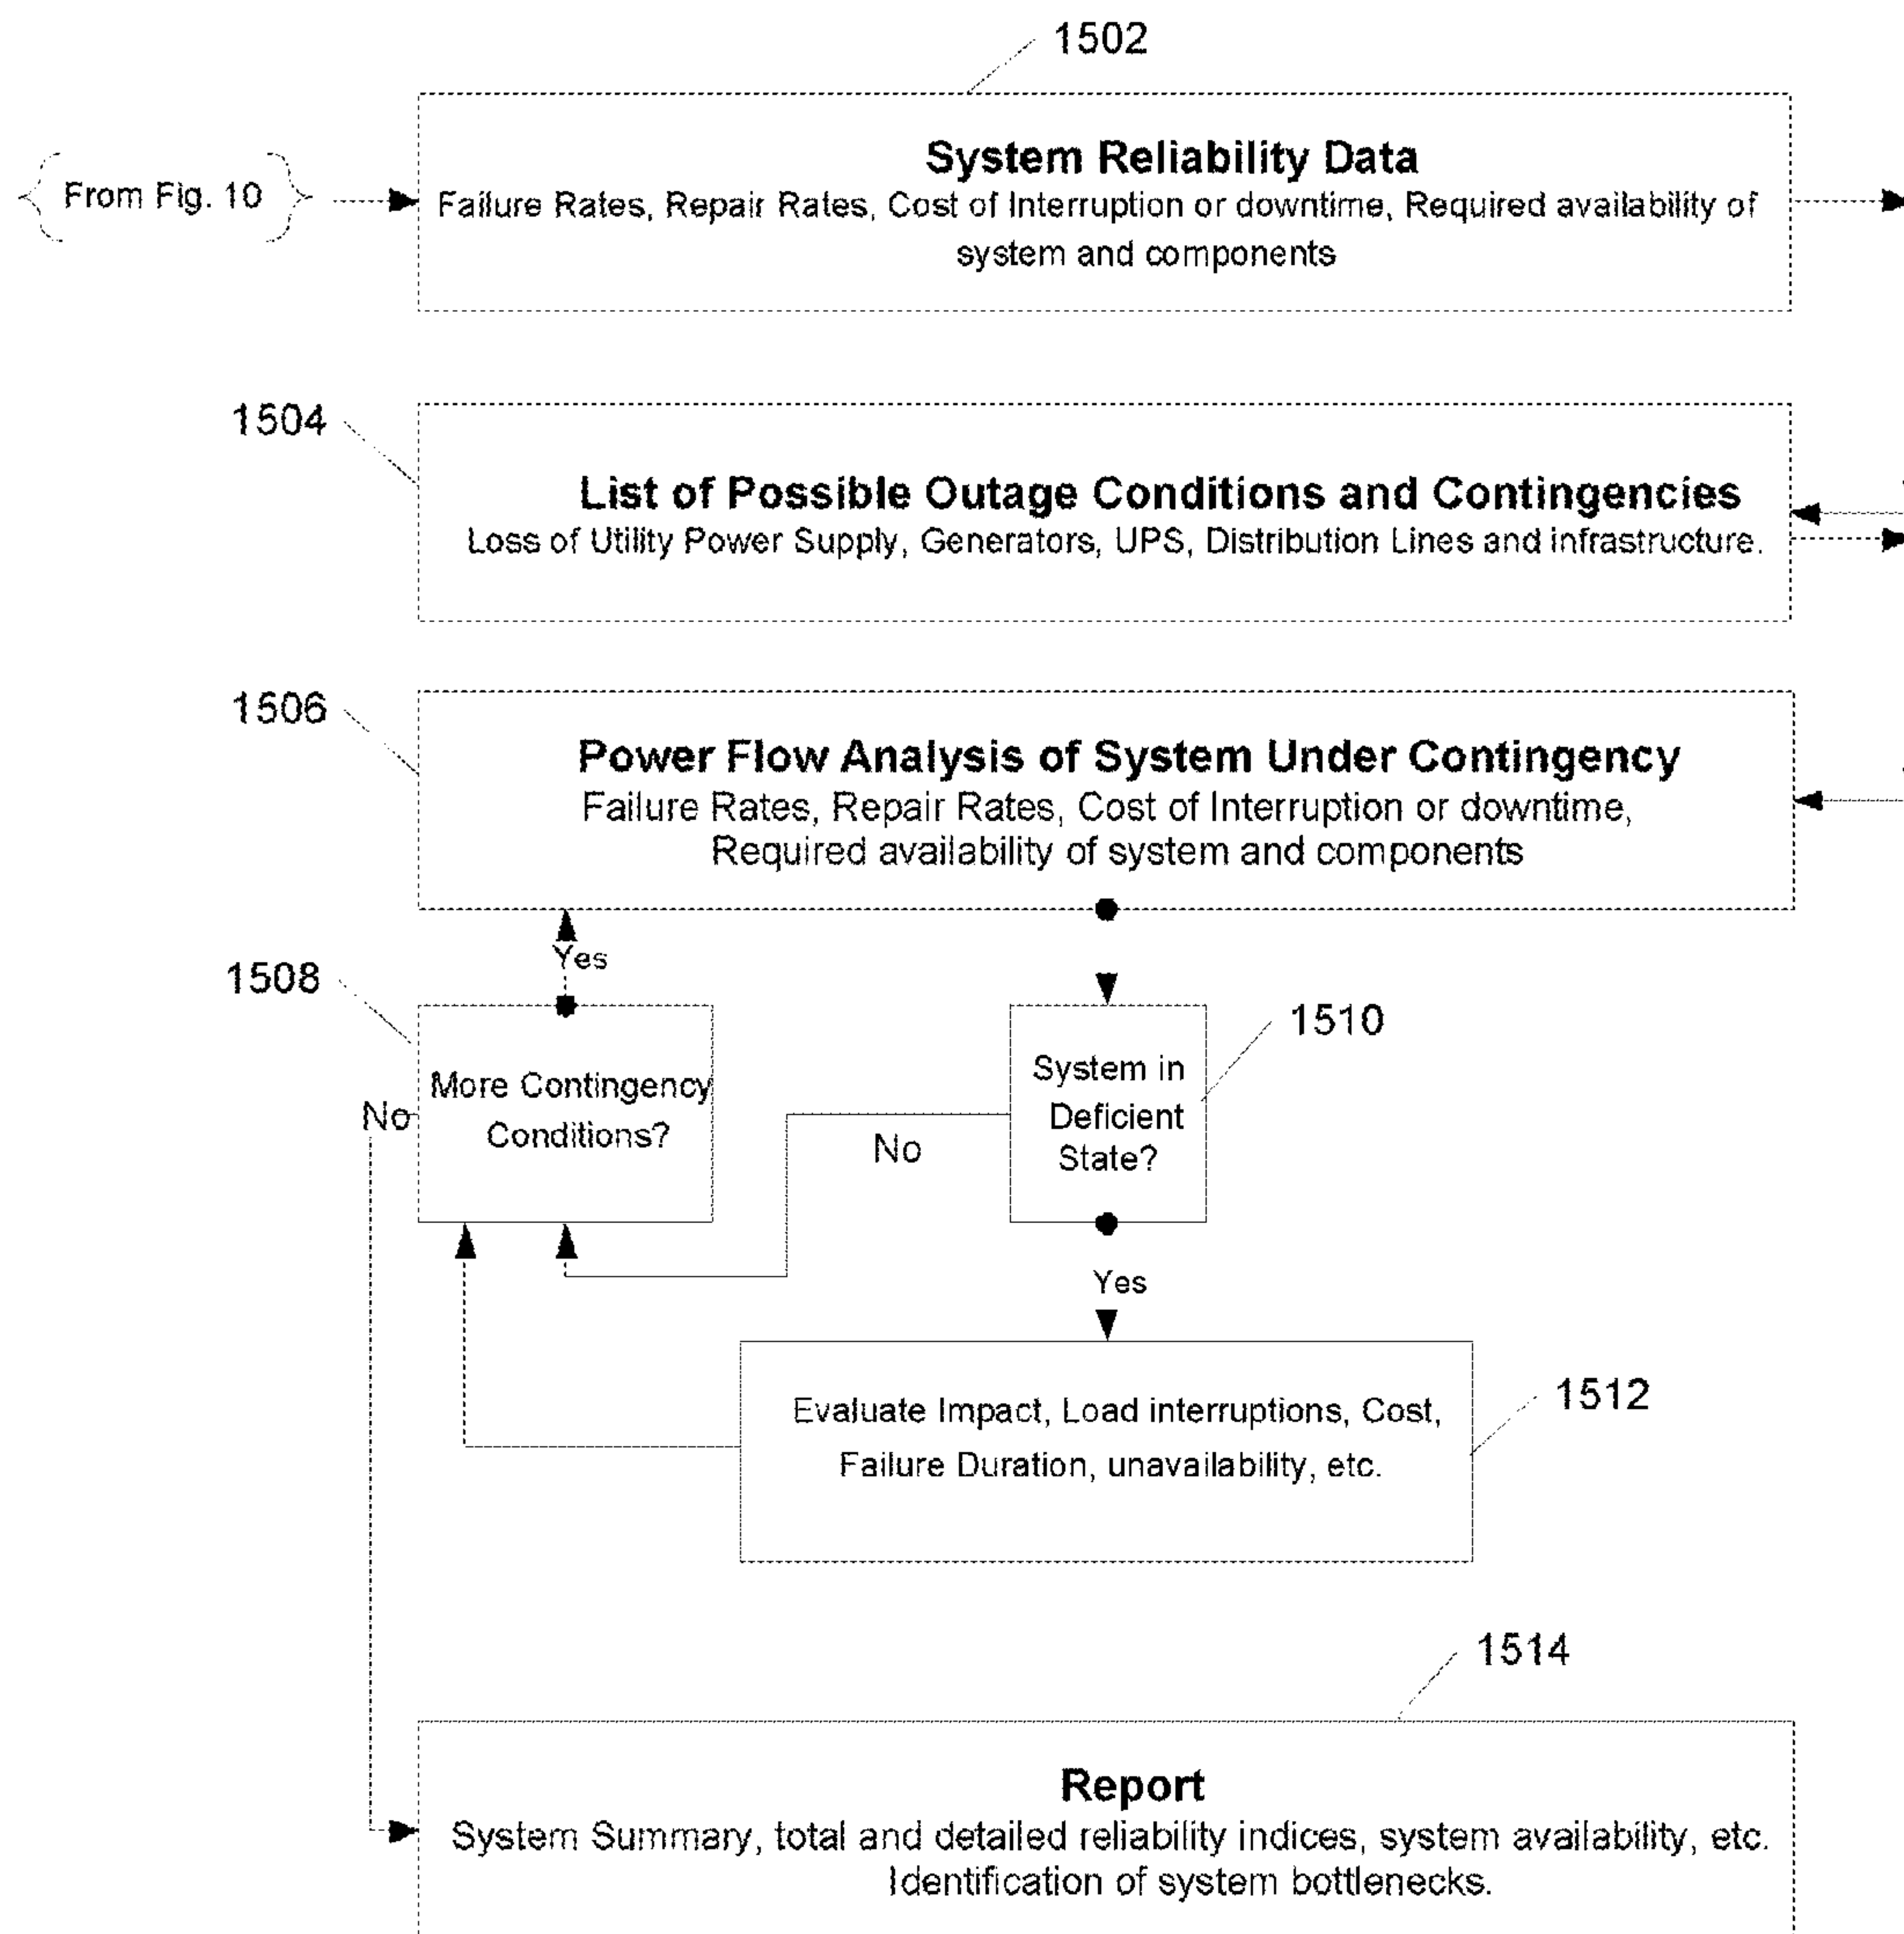 1502
System Reliability Data
From Fig. 10
Failure Rates, Repair Rates, Cost of Interruption or downtime, Required availability of
system and components
1504
List of Possible Outage Conditions and Contingencies
Loss of Utility Power Supply, Generators, UPS, Distribution Lines and infrastructure.
1506
Power Flow Analysis of System Under Contingency
Failure Rates, Repair Rates, Cost of Interruption or downtime,
Required availability of system and components
Yes
1508
More Contingency
Conditions?
No
1510
System in
Deficient
State?
No
Yes
1512
Evaluate Impact, Load interruptions, Cost,
Failure Duration, unavailability, etc.
1514
Report
System Summary, total and detailed reliability indices, system availability, etc.
Identification of system bottlenecks.